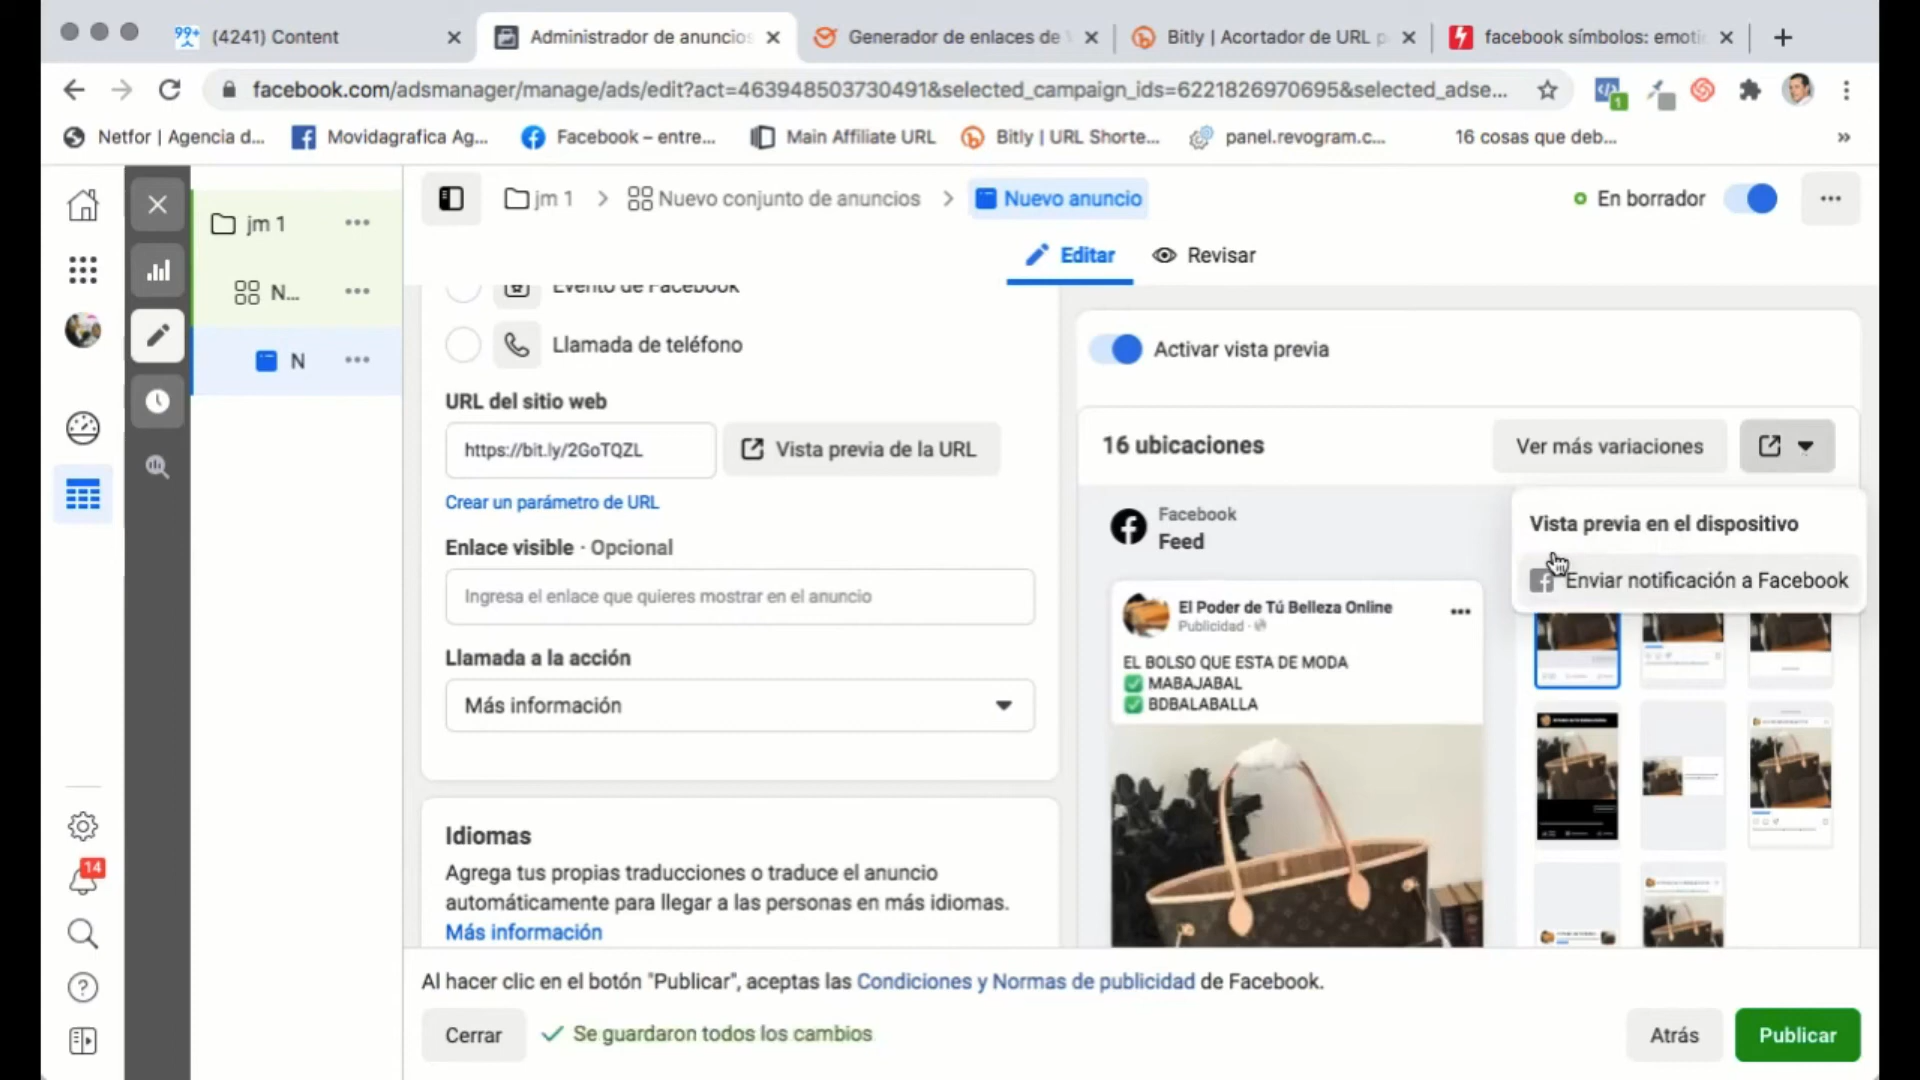 (4241) Content
Administrador de anuncios
Generador de enlaces de
Bitly | Acortador de URL p
facebook símbolos: emoti
facebook.com/adsmanager/manage/ads/edit?act=463948503730491&selected_campaign_ids=6221826970695&selected_adse...
1
Netfor | Agencia d...
Movidagrafica Ag...
Facebook – entre...
Main Affiliate URL
Bitly | URL Shorte...
panel.revogram.c...
16 cosas que deb...
jm 1
N...
N
jm 1
Nuevo conjunto de anuncios
Nuevo anuncio
En borrador
Editar
Revisar
Evento de Facebook
Llamada de teléfono
URL del sitio web
https://bit.ly/2GoTQZL
Vista previa de la URL
Crear un parámetro de URL
Enlace visible · Opcional
Ingresa el enlace que quieres mostrar en el anuncio
Llamada a la acción
Más información
Idiomas
Agrega tus propias traducciones o traduce el anuncio
automáticamente para llegar a las personas en más idiomas.
Más información
Activar vista previa
16 ubicaciones
Ver más variaciones
Vista previa en el dispositivo
Enviar notificación a Facebook
Facebook
Feed
El Poder de Tú Belleza Online
Publicidad ·
EL BOLSO QUE ESTA DE MODA
✅ MABAJABAL
✅ BDBALABALLA
14
Al hacer clic en el botón "Publicar", aceptas las Condiciones y Normas de publicidad de Facebook.
Cerrar
Se guardaron todos los cambios
Atrás
Publicar